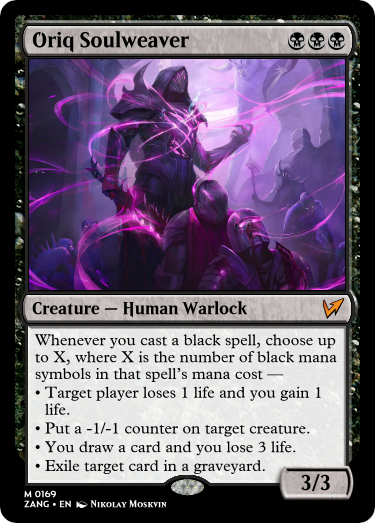 Oriq Soulweaver
Creature — Human Warlock
Whenever you cast a black spell, choose up
to X, where X is the number of black mana
symbols in that spell's mana cost —
• Target player loses 1 life and you gain 1
life.
• Put a -1/-1 counter on target creature.
• You draw a card and you lose 3 life.
• Exile target card in a graveyard.
3/3
M 0169
ZANG • EN Nikolay Moskvin